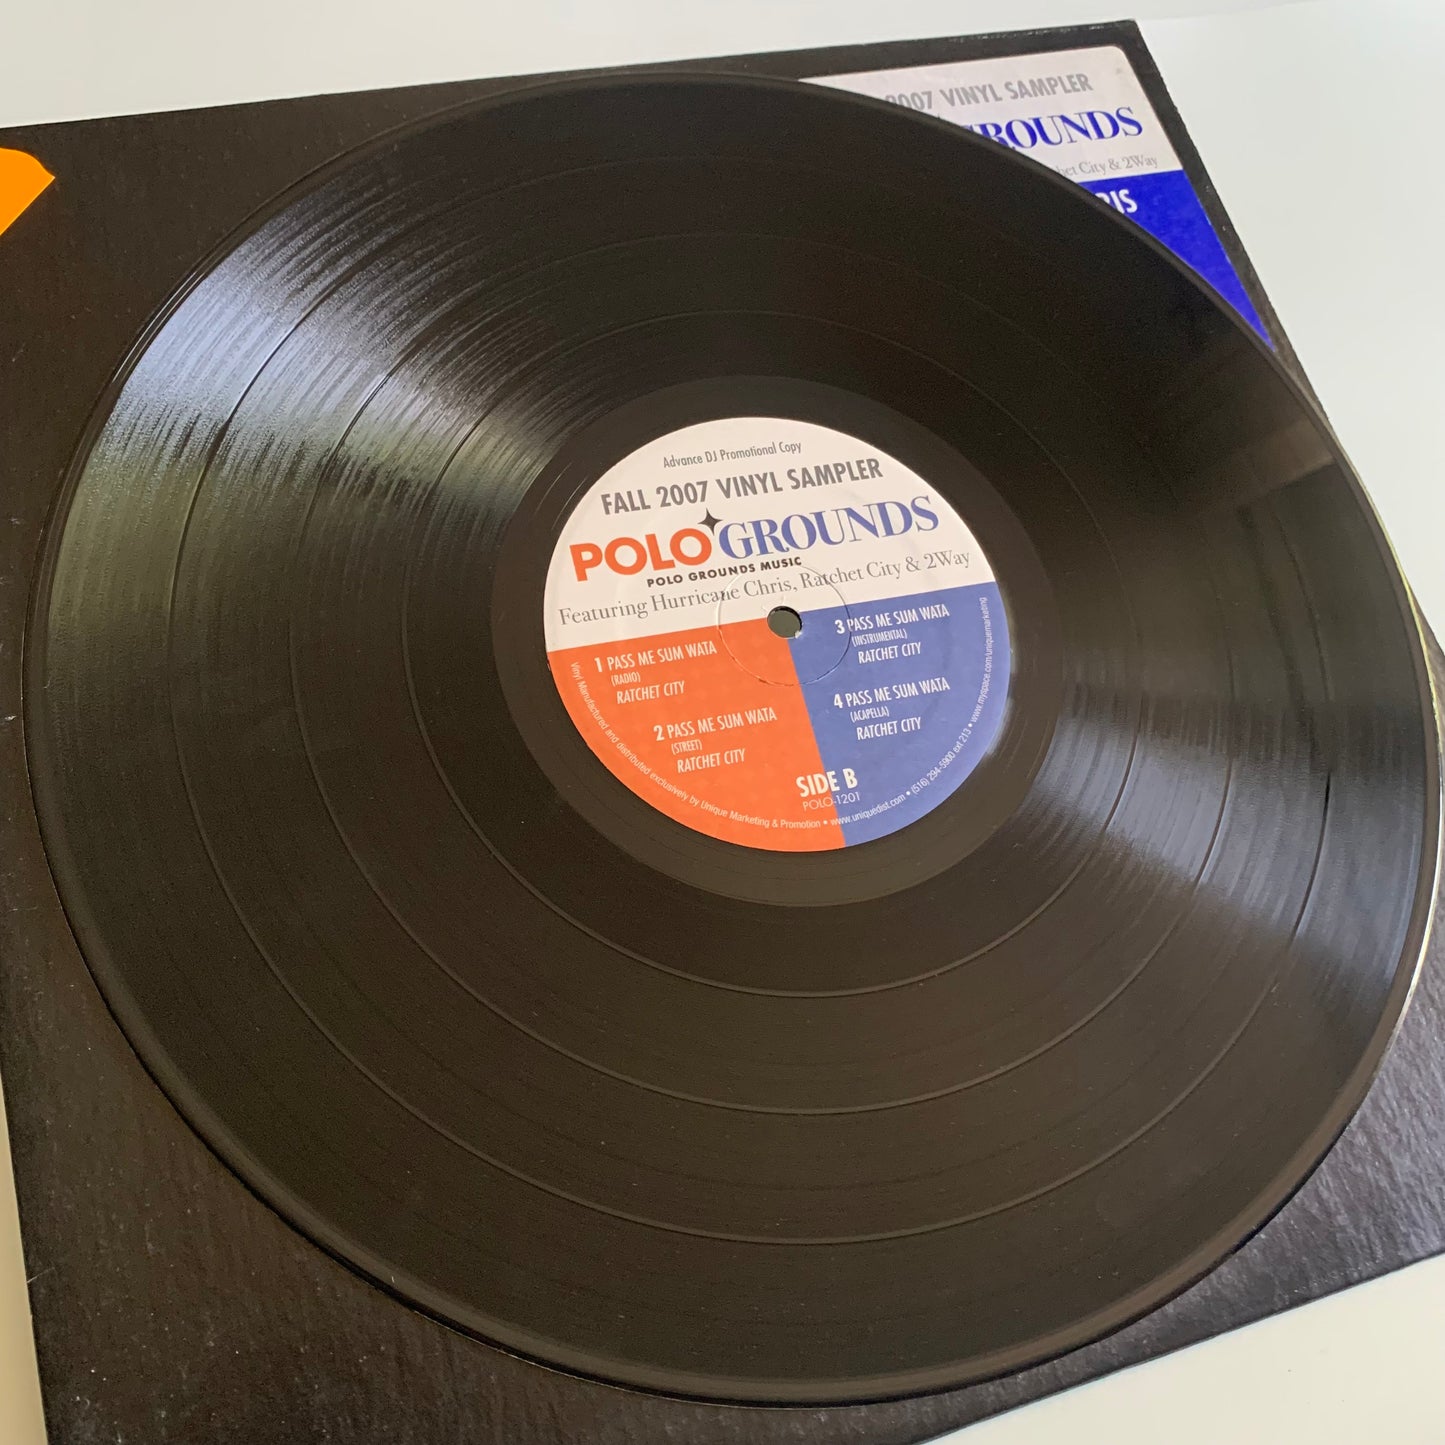 2007 VINYL SAMPLER
GROUNDS
City & 2Way
Advance DJ Promotional Copy
FALL 2007 VINYL SAMPLER
POLO GROUNDS
POLO GROUNDS MUSIC
Featuring Hurricane Chris, Ratchet City & 2Way
1 PASS ME SUM WATA
(RADIO)
RATCHET CITY
2 PASS ME SUM WATA
(STREET)
RATCHET CITY
3 PASS ME SUM WATA
(INSTRUMENTAL)
RATCHET CITY
4 PASS ME SUM WATA
(ACAPELLA)
RATCHET CITY
SIDE B
POLO-1201
Vinyl Manufactured and distributed exclusively by Unique Marketing & Promotion • www.uniquedist.com • (516) 294-5900 ext 213 • www.myspace.com/uniquemarketing